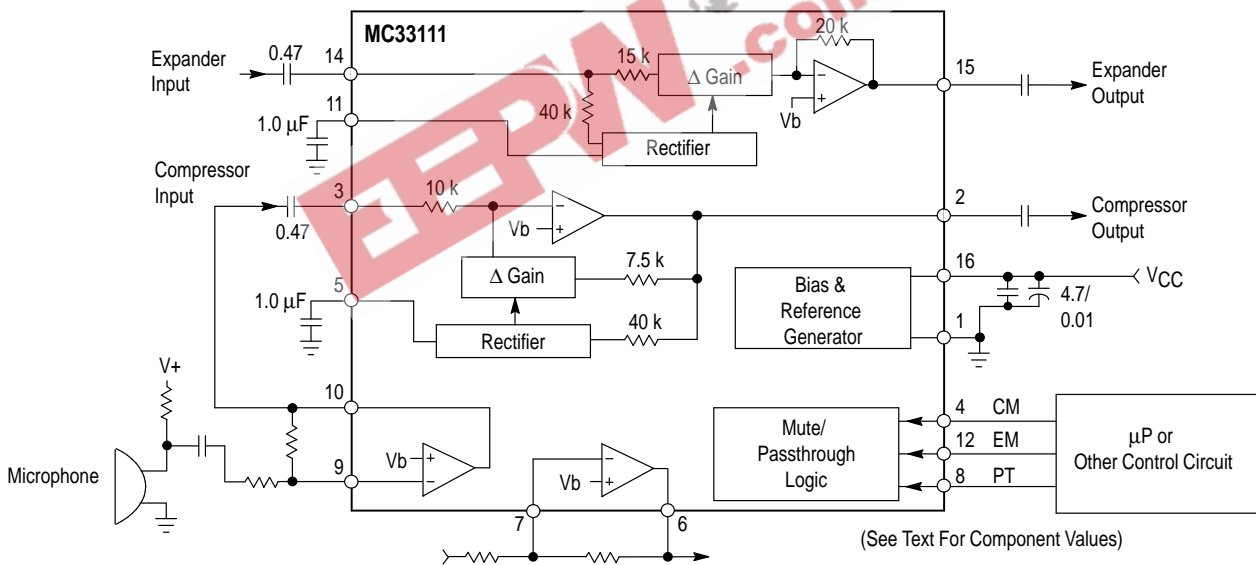 MC33111
Expander
Input
0.47
14
15 k
Δ Gain
20 k
Vb
15
Expander
Output
40 k
11
1.0 µF
Rectifier
Compressor
Input
3
0.47
10 k
Vb
2
Compressor
Output
Δ Gain
7.5 k
5
1.0 µF
Rectifier
40 k
Bias &
Reference
Generator
16
VCC
4.7/
0.01
1
V+
10
Microphone
9
Vb
Vb
7
6
Mute/
Passthrough
Logic
4 CM
12 EM
8 PT
µP or
Other Control Circuit
(See Text For Component Values)
EEPW
.com